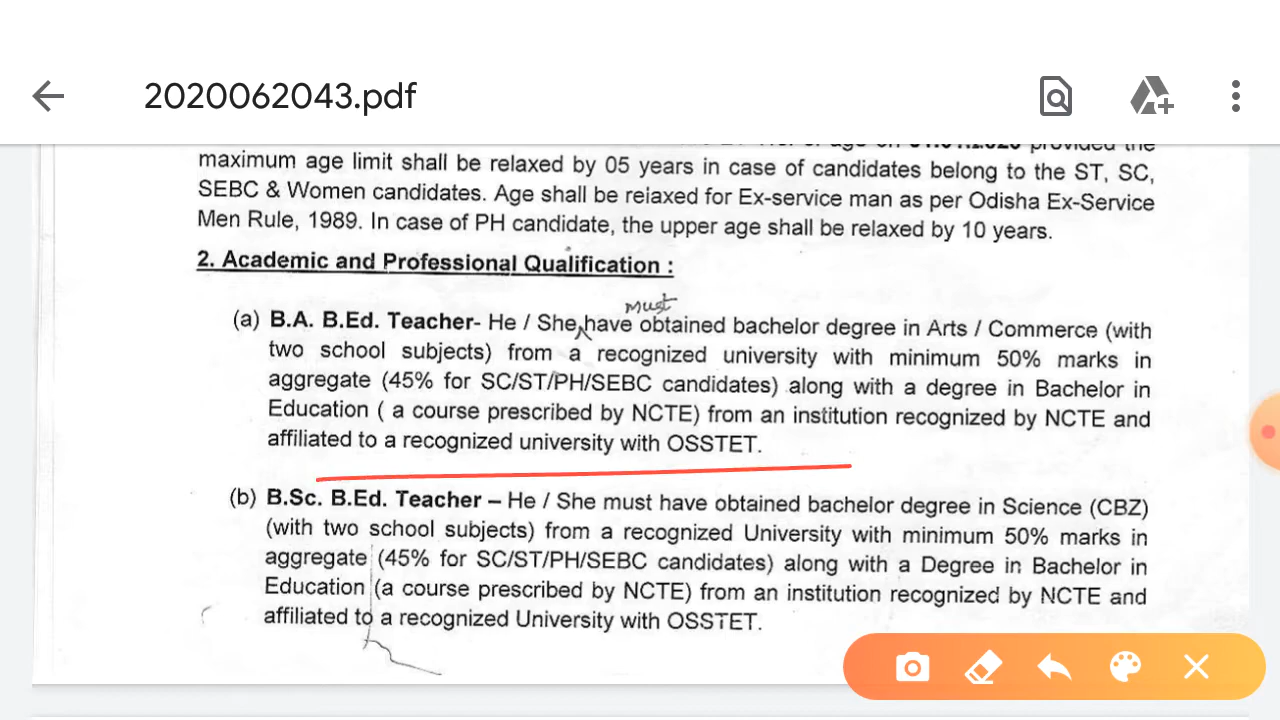 2020062043.pdf
maximum age limit shall be relaxed by 05 years in case of candidates belong to the ST, SC,
SEBC & Women candidates. Age shall be relaxed for Ex-service man as per Odisha Ex-Service
Men Rule, 1989. In case of PH candidate, the upper age shall be relaxed by 10 years.
2. Academic and Professional Qualification :
must
(a) B.A. B.Ed. Teacher- He / She have obtained bachelor degree in Arts / Commerce (with
two school subjects) from a recognized university with minimum 50% marks in
aggregate (45% for SC/ST/PH/SEBC candidates) along with a degree in Bachelor in
Education ( a course prescribed by NCTE) from an institution recognized by NCTE and
affiliated to a recognized university with OSSTET.
(b) B.Sc. B.Ed. Teacher – He / She must have obtained bachelor degree in Science (CBZ)
(with two school subjects) from a recognized University with minimum 50% marks in
aggregate (45% for SC/ST/PH/SEBC candidates) along with a Degree in Bachelor in
Education (a course prescribed by NCTE) from an institution recognized by NCTE and
affiliated to a recognized University with OSSTET.